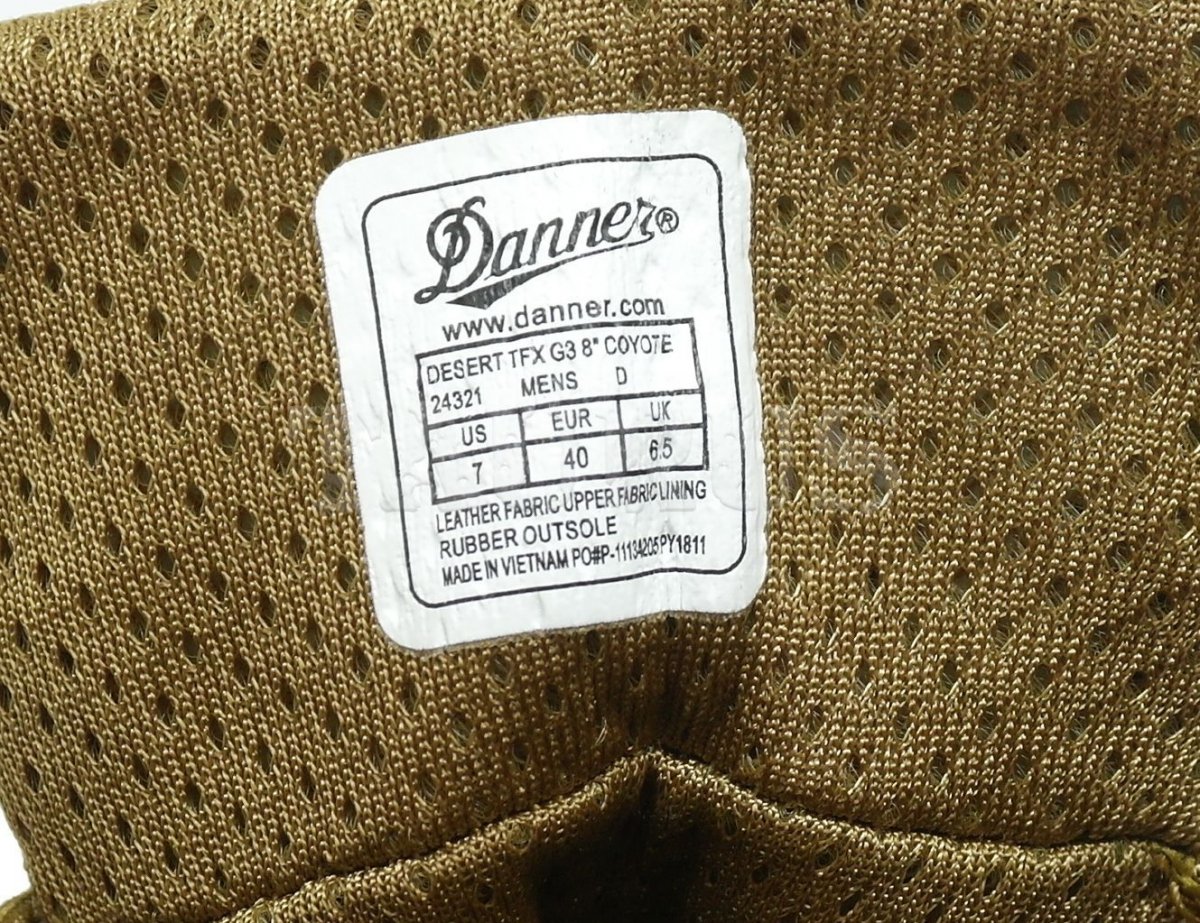 Danner®
www.danner.com
DESERT TFX G3 8" COYOTE
24321 MENS D
US EUR UK
7 40 6.5
LEATHER FABRIC UPPER FABRIC LINING
RUBBER OUTSOLE
MADE IN VIETNAM PO#P-11134205PY1811